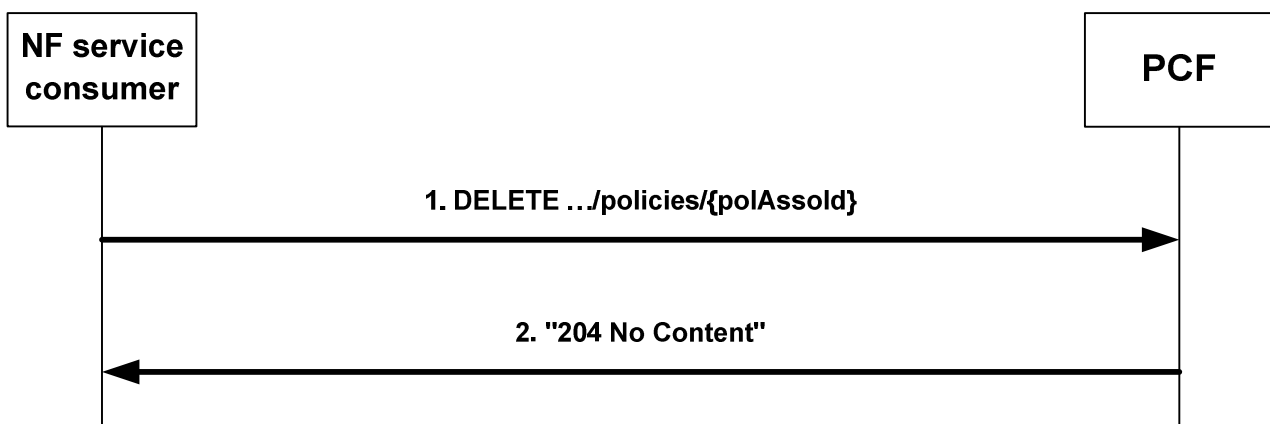 NF service
consumer
PCF
1. DELETE …/policies/{polAssoId}
2. "204 No Content"